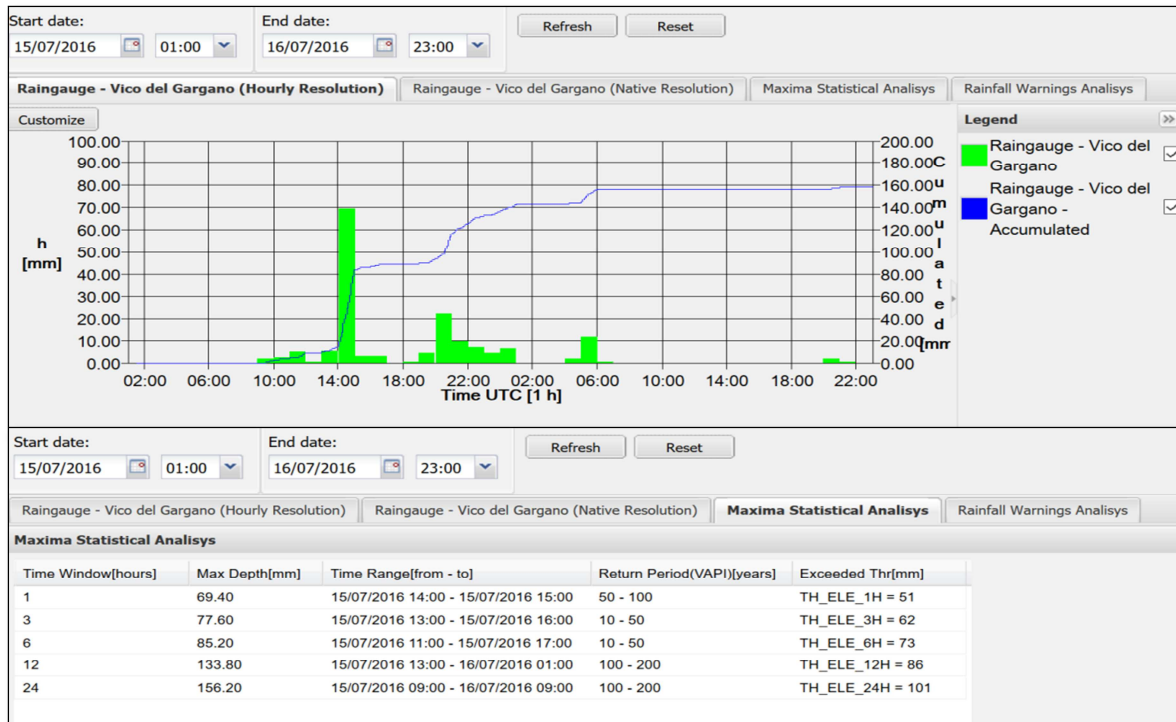 Start date: End date:
15/07/2016 01:00 16/07/2016 23:00 Refresh Reset
Raingauge - Vico del Gargano (Hourly Resolution) Raingauge - Vico del Gargano (Native Resolution) Maxima Statistical Analisys Rainfall Warnings Analisys
Customize
h
[mm]
100.00
90.00
80.00
70.00
60.00
50.00
40.00
30.00
20.00
10.00
0.00
200.00
180.00
160.00
140.00
120.00
100.00
80.00
60.00
40.00
20.00
0.00
Cumulated [mm
02:00 06:00 10:00 14:00 18:00 22:00 02:00 06:00 10:00 14:00 18:00 22:00
Time UTC [1 h]
Legend
Raingauge - Vico del
Gargano
Raingauge - Vico del
Gargano -
Accumulated
Start date: End date:
15/07/2016 01:00 16/07/2016 23:00 Refresh Reset
Raingauge - Vico del Gargano (Hourly Resolution) Raingauge - Vico del Gargano (Native Resolution) Maxima Statistical Analisys Rainfall Warnings Analisys
Maxima Statistical Analisys
Time Window[hours] Max Depth[mm] Time Range[from - to] Return Period(VAPI)[years] Exceeded Thr[mm]
1 69.40 15/07/2016 14:00 - 15/07/2016 15:00 50 - 100 TH_ELE_1H = 51
3 77.60 15/07/2016 13:00 - 15/07/2016 16:00 10 - 50 TH_ELE_3H = 62
6 85.20 15/07/2016 11:00 - 15/07/2016 17:00 10 - 50 TH_ELE_6H = 73
12 133.80 15/07/2016 13:00 - 16/07/2016 01:00 100 - 200 TH_ELE_12H = 86
24 156.20 15/07/2016 09:00 - 16/07/2016 09:00 100 - 200 TH_ELE_24H = 101